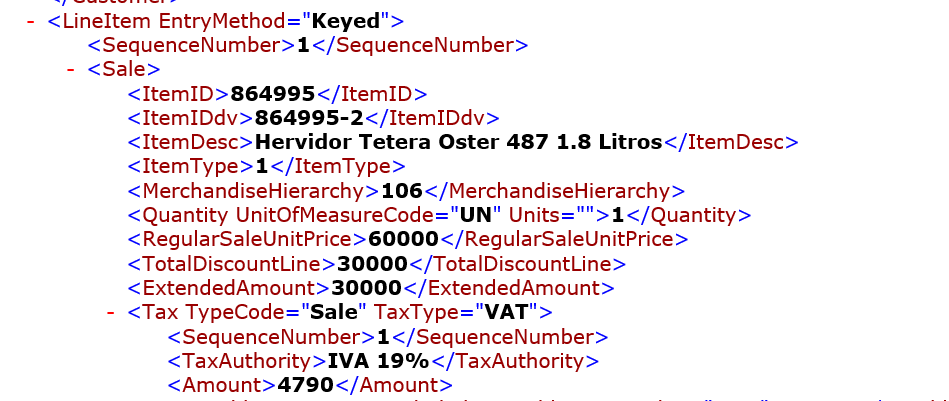 </Customer>
- <LineItem EntryMethod="Keyed">
<SequenceNumber>1</SequenceNumber>
- <Sale>
<ItemID>864995</ItemID>
<ItemIDdv>864995-2</ItemIDdv>
<ItemDesc>Hervidor Tetera Oster 487 1.8 Litros</ItemDesc>
<ItemType>1</ItemType>
<MerchandiseHierarchy>106</MerchandiseHierarchy>
<Quantity UnitOfMeasureCode="UN" Units="">1</Quantity>
<RegularSaleUnitPrice>60000</RegularSaleUnitPrice>
<TotalDiscountLine>30000</TotalDiscountLine>
<ExtendedAmount>30000</ExtendedAmount>
- <Tax TypeCode="Sale" TaxType="VAT">
<SequenceNumber>1</SequenceNumber>
<TaxAuthority>IVA 19%</TaxAuthority>
<Amount>4790</Amount>